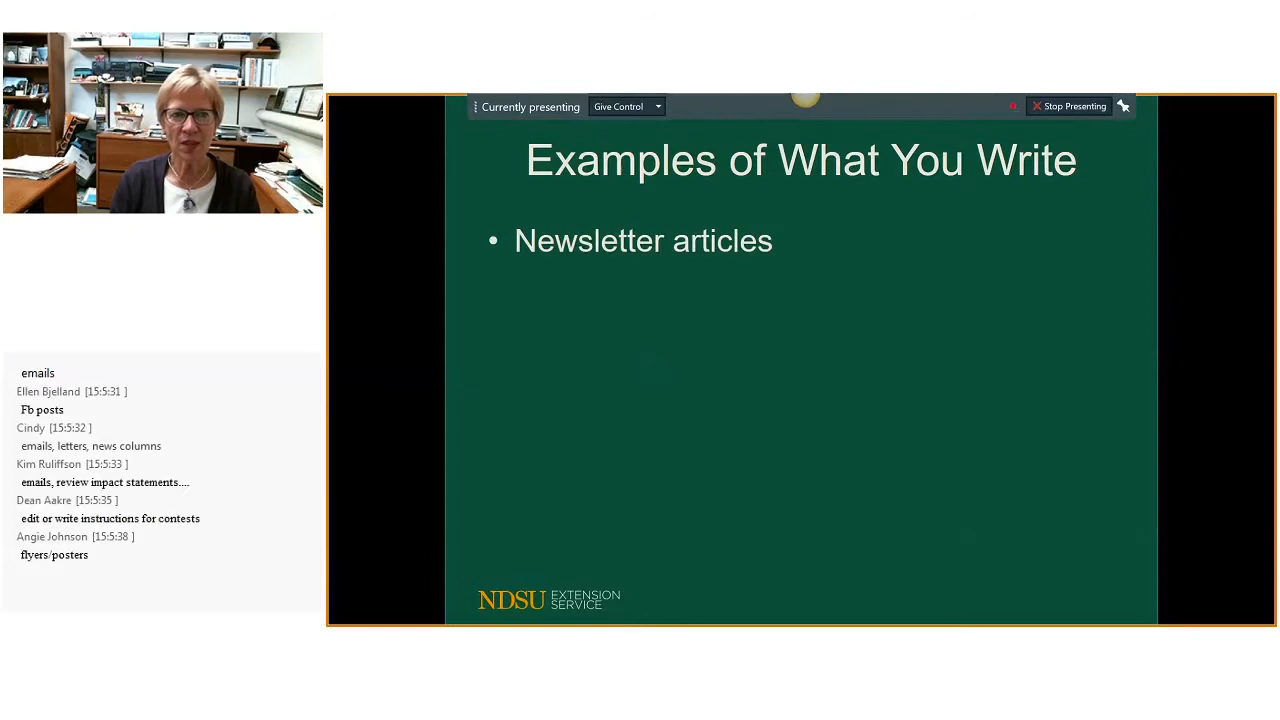 Currently presenting
Give Control
Stop Presenting
Examples of What You Write
• Newsletter articles
NDSU EXTENSION
SERVICE
emails
Ellen Bjelland [15:5:31 ]
Fb posts
Cindy [15:5:32 ]
emails, letters, news columns
Kim Ruliffson [15:5:33 ]
emails, review impact statements....
Dean Aakre [15:5:35 ]
edit or write instructions for contests
Angie Johnson [15:5:38 ]
flyers/posters